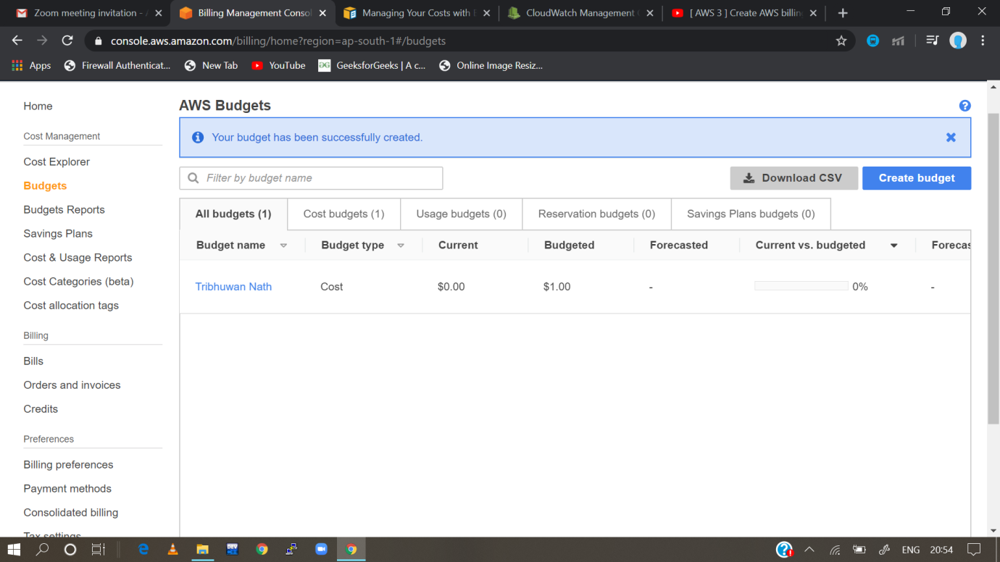 Zoom meeting invitation - 
Billing Management Consol
Managing Your Costs with
CloudWatch Management
[ AWS 3 ] Create AWS billin
console.aws.amazon.com/billing/home?region=ap-south-1#/budgets
Apps
Firewall Authenticat...
New Tab
YouTube
GeeksforGeeks | A c...
Online Image Resiz...
Home
Cost Management
Cost Explorer
Budgets
Budgets Reports
Savings Plans
Cost & Usage Reports
Cost Categories (beta)
Cost allocation tags
Billing
Bills
Orders and invoices
Credits
Preferences
Billing preferences
Payment methods
Consolidated billing
Tax settings
AWS Budgets
Your budget has been successfully created.
Filter by budget name
Download CSV
Create budget
All budgets (1)
Cost budgets (1)
Usage budgets (0)
Reservation budgets (0)
Savings Plans budgets (0)
Budget name
Budget type
Current
Budgeted
Forecasted
Current vs. budgeted
Forecas
Tribhuwan Nath
Cost
$0.00
$1.00
-
0%
-
DEV
ENG
20:54